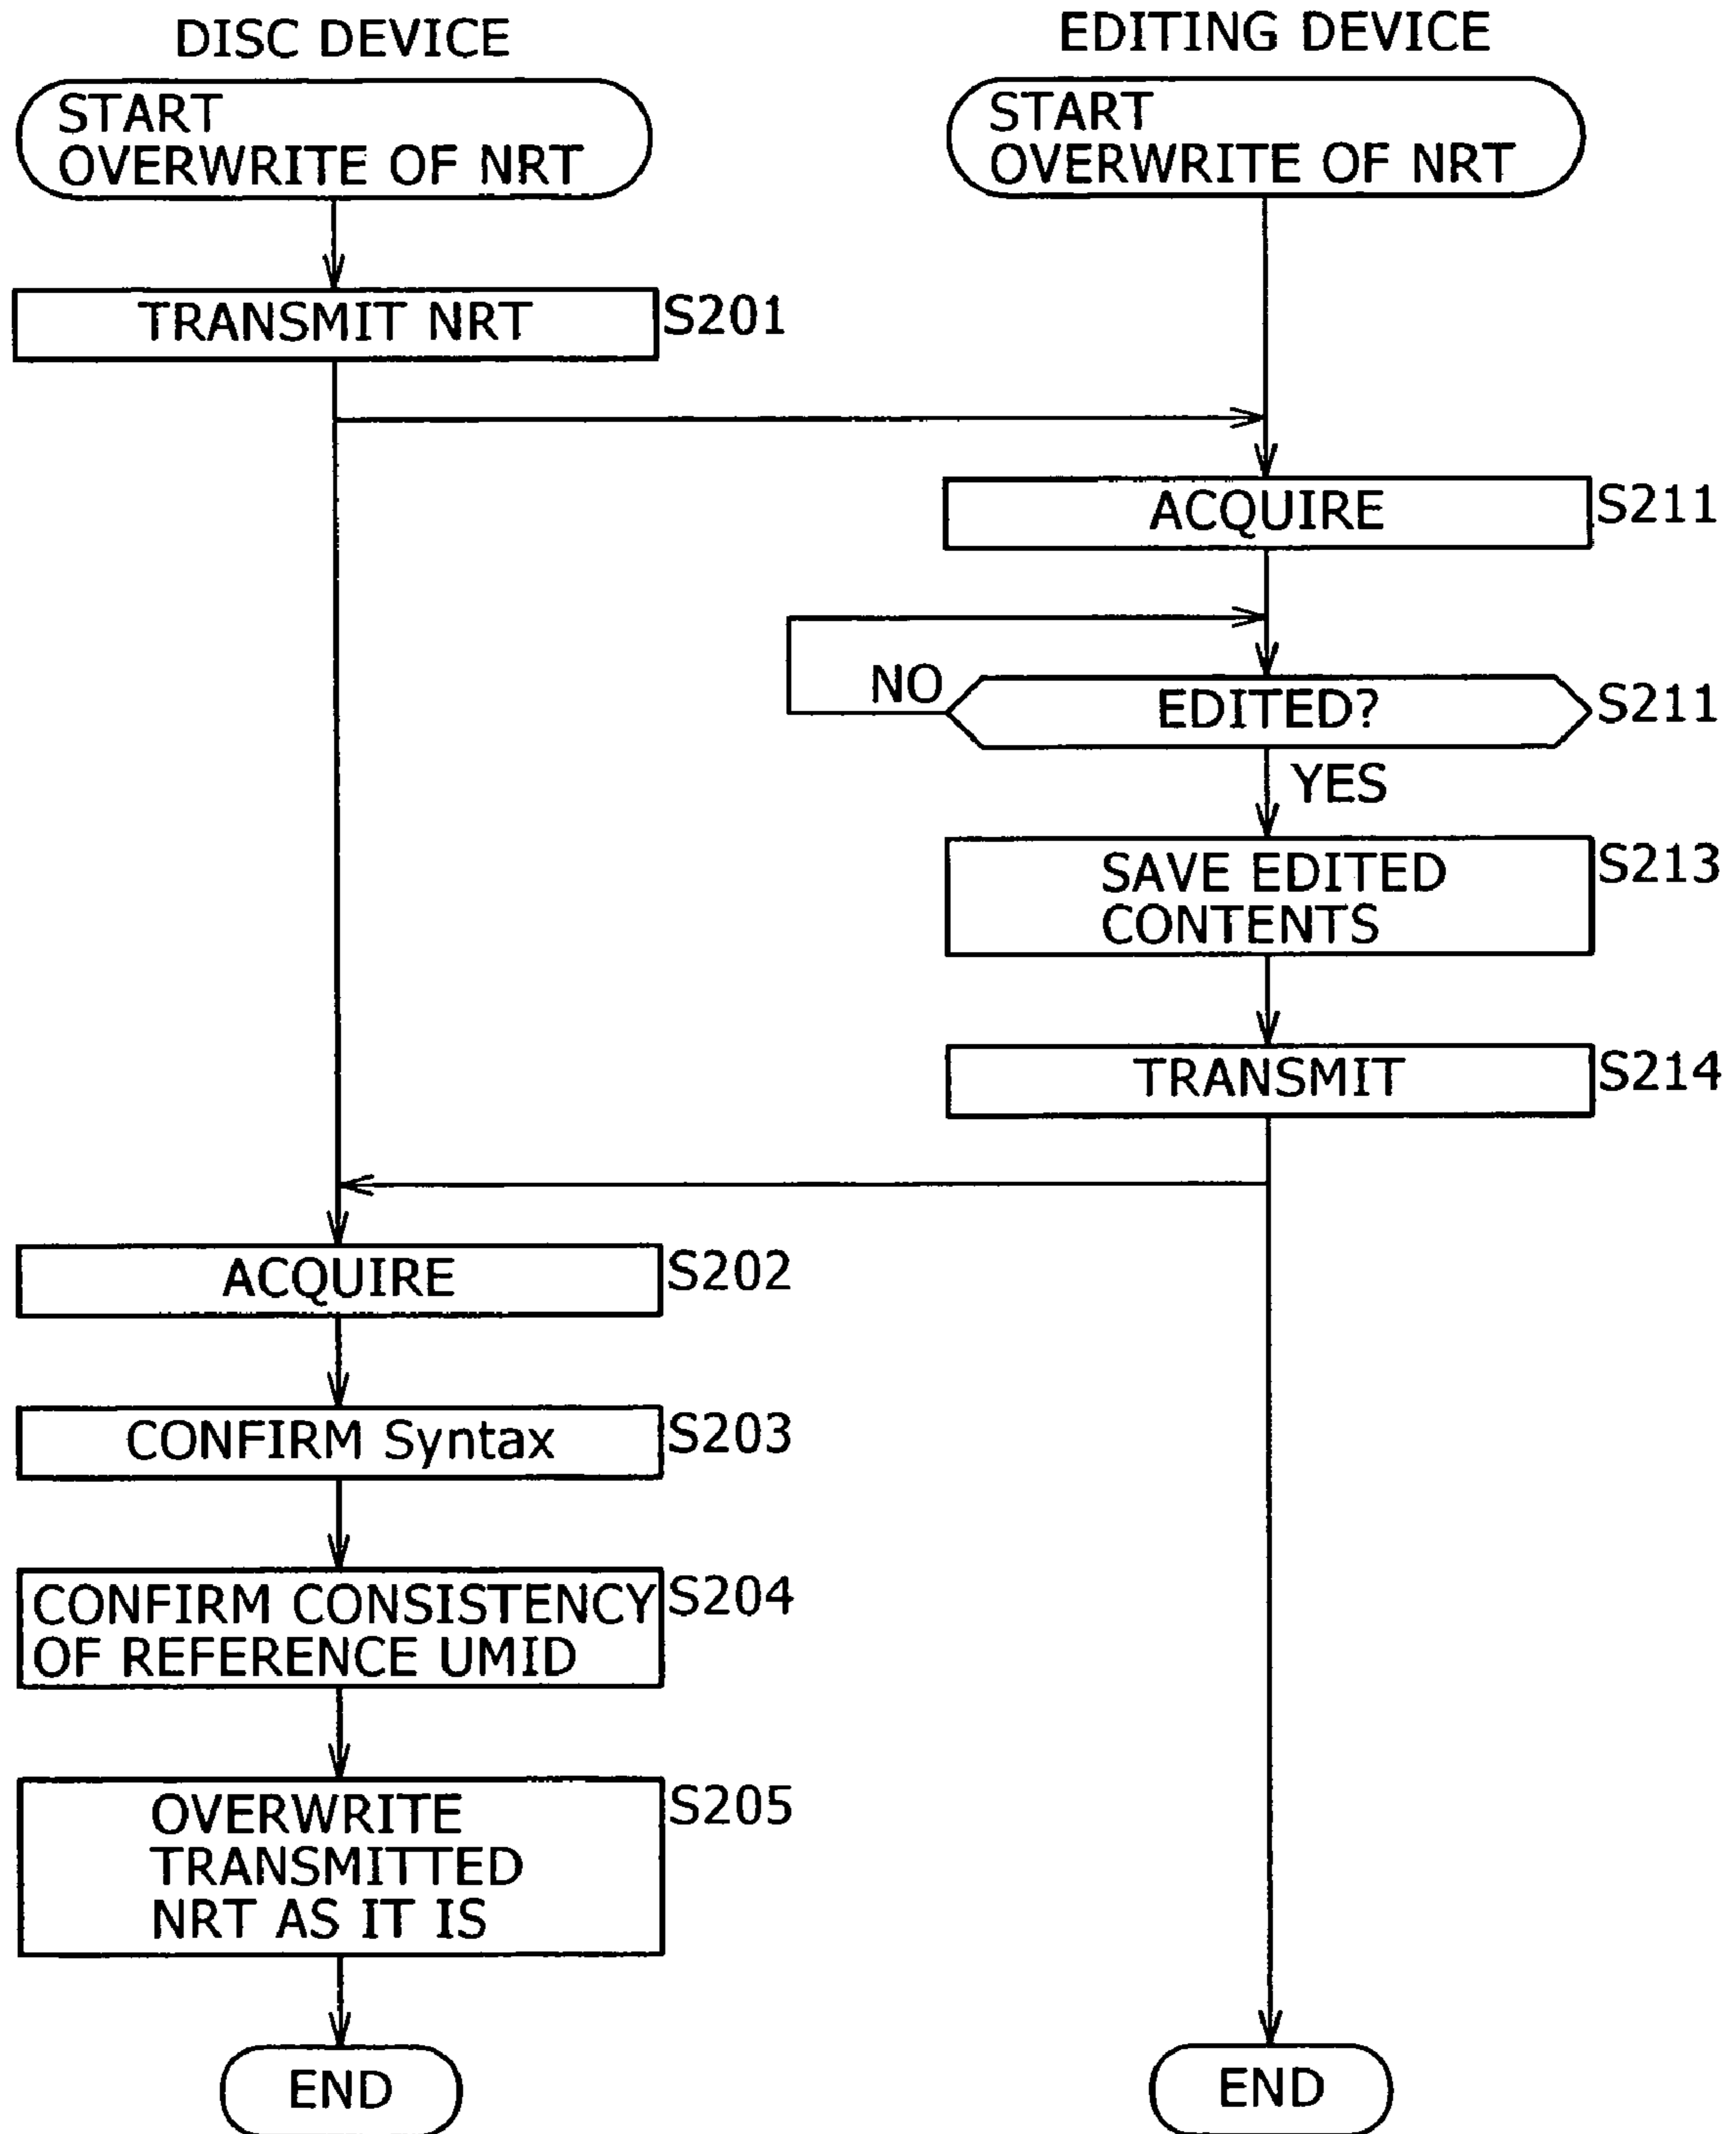 DISC DEVICE
START
OVERWRITE OF NRT
TRANSMIT NRT
S201
EDITING DEVICE
START
OVERWRITE OF NRT
ACQUIRE
S211
NO
EDITED?
S211
YES
SAVE EDITED
CONTENTS
S213
TRANSMIT
S214
ACQUIRE
S202
CONFIRM Syntax
S203
CONFIRM CONSISTENCY
OF REFERENCE UMID
S204
OVERWRITE
TRANSMITTED
NRT AS IT IS
S205
END
END